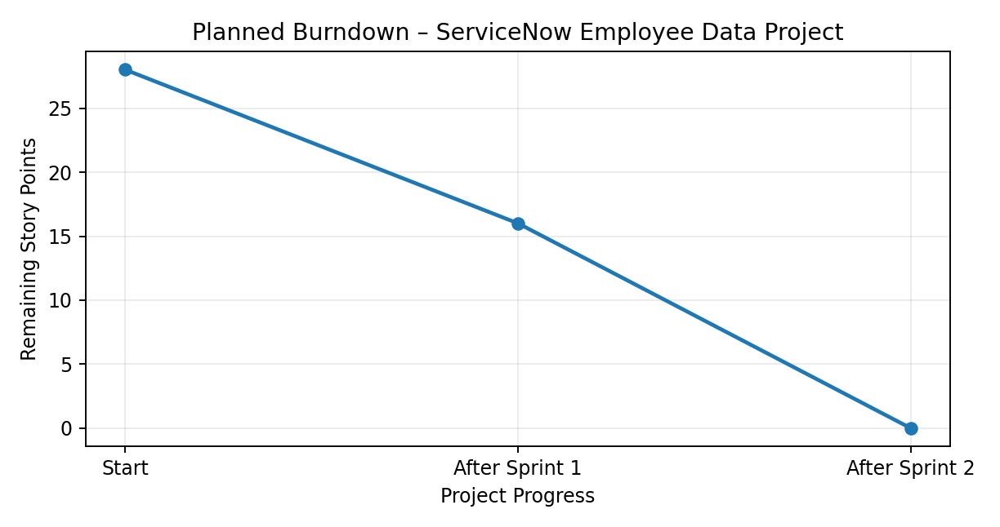 Planned Burndown – ServiceNow Employee Data Project
Remaining Story Points
25
20
15
10
5
0
Start
After Sprint 1
After Sprint 2
Project Progress